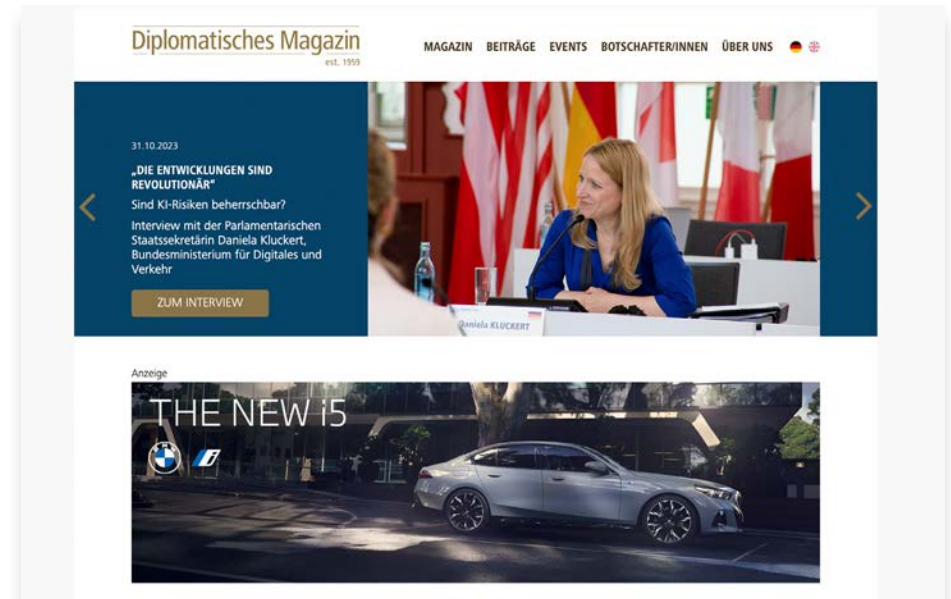 Diplomatisches Magazin
est. 1959
MAGAZIN BEITRÄGE EVENTS BOTSCHAFTER/INNEN ÜBER UNS
31.10.2023
„DIE ENTWICKLUNGEN SIND
REVOLUTIONÄR“
Sind KI-Risiken beherrschbar?
Interview mit der Parlamentarischen
Staatssekretärin Daniela Kluckert,
Bundesministerium für Digitales und
Verkehr
ZUM INTERVIEW
Daniela KLUCKERT
Anzeige
THE NEW i5
BMW
i